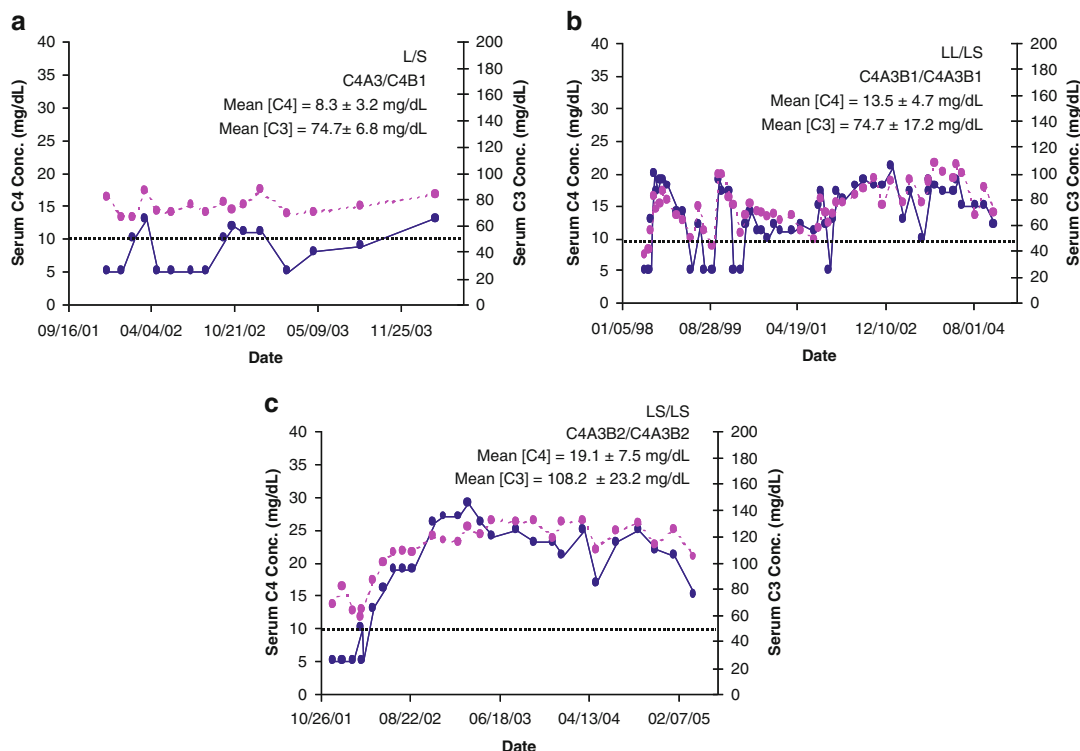 a
L/S
C4A3/C4B1
Mean [C4] = 8.3 ± 3.2 mg/dL
Mean [C3] = 74.7± 6.8 mg/dL
Serum C4 Conc. (mg/dL)
40
35
30
25
20
15
10
5
0
Serum C3 Conc. (mg/dL)
200
180
160
140
120
100
80
60
40
20
0
09/16/01 04/04/02 10/21/02 05/09/03 11/25/03
Date
b
LL/LS
C4A3B1/C4A3B1
Mean [C4] = 13.5 ± 4.7 mg/dL
Mean [C3] = 74.7 ± 17.2 mg/dL
Serum C4 Conc. (mg/dL)
40
35
30
25
20
15
10
5
0
Serum C3 Conc. (mg/dL)
200
180
160
140
120
100
80
60
40
20
0
01/05/98 08/28/99 04/19/01 12/10/02 08/01/04
Date
c
LS/LS
C4A3B2/C4A3B2
Mean [C4] = 19.1 ± 7.5 mg/dL
Mean [C3] = 108.2 ± 23.2 mg/dL
Serum C4 Conc. (mg/dL)
40
35
30
25
20
15
10
5
0
Serum C3 Conc. (mg/dL)
200
180
160
140
120
100
80
60
40
20
0
10/26/01 08/22/02 06/18/03 04/13/04 02/07/05
Date